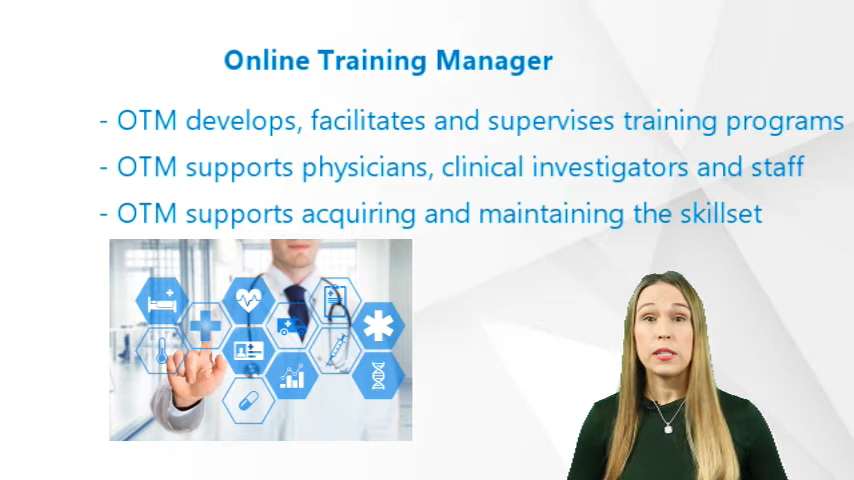 Online Training Manager
- OTM develops, facilitates and supervises training programs
- OTM supports physicians, clinical investigators and staff
- OTM supports acquiring and maintaining the skillset